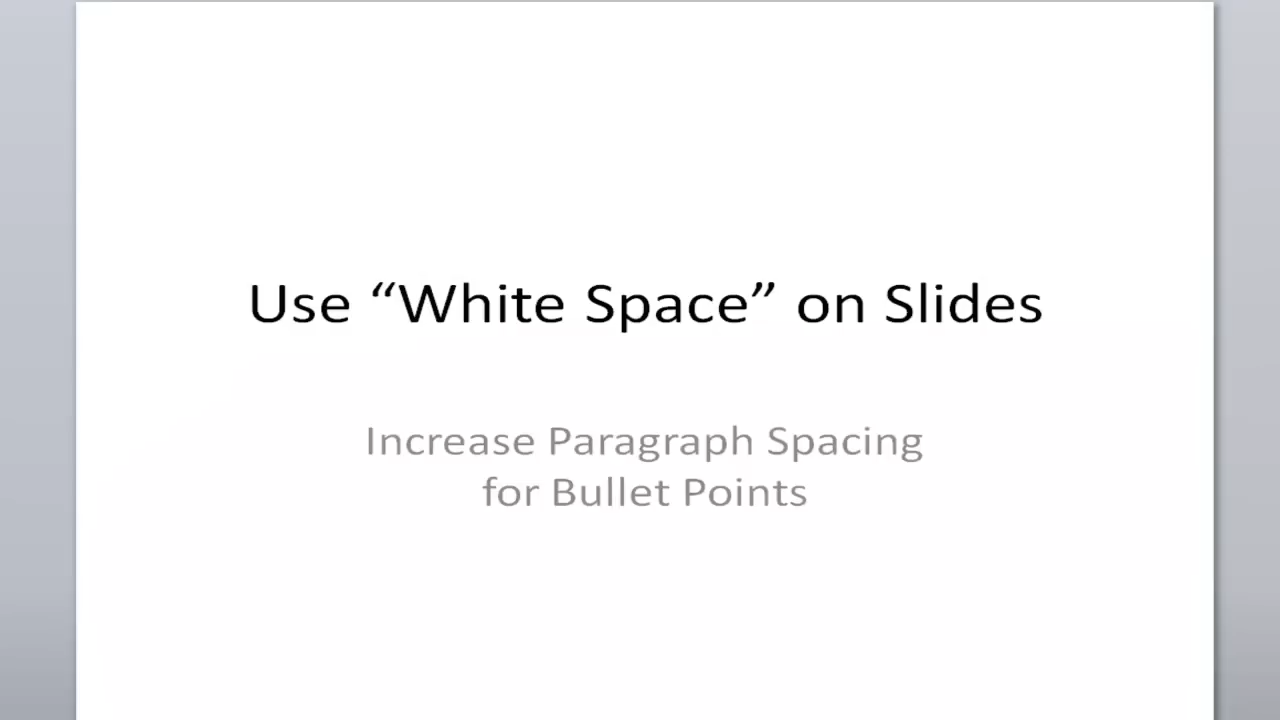 Use “White Space” on Slides
Increase Paragraph Spacing
for Bullet Points